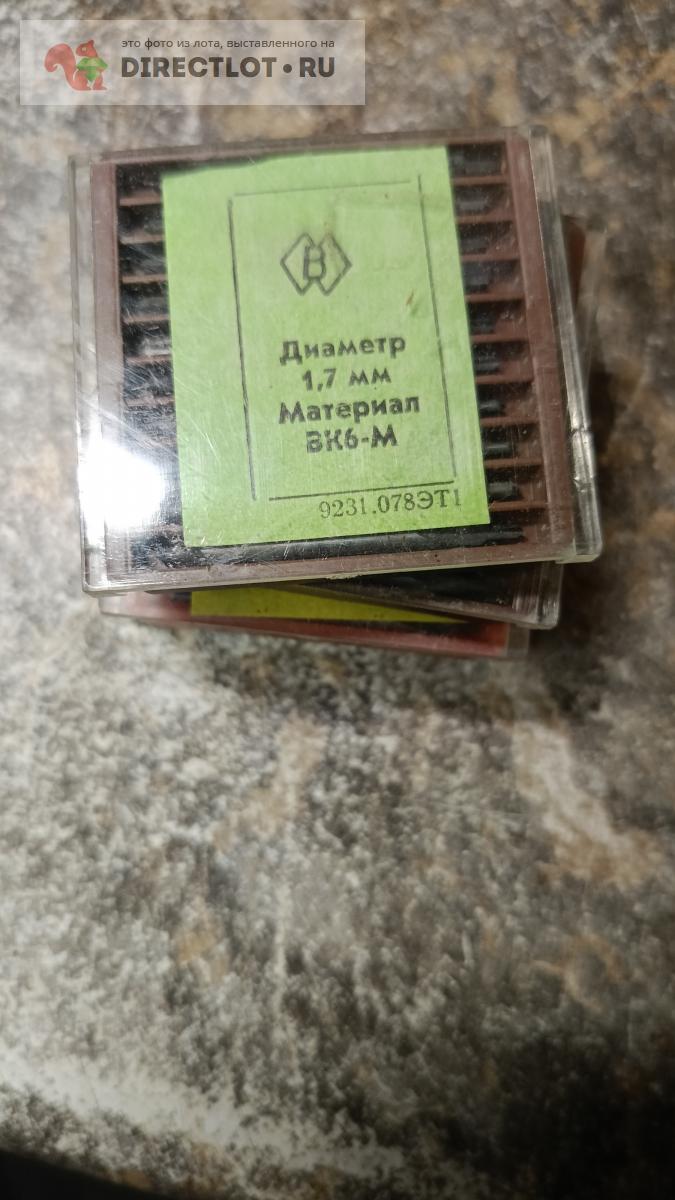 это фото из лота, выставленного на
DIRECTLOT•RU
В
Диаметр
1,7 мм
Материал
ВК6-М
9231.078ЭТ1